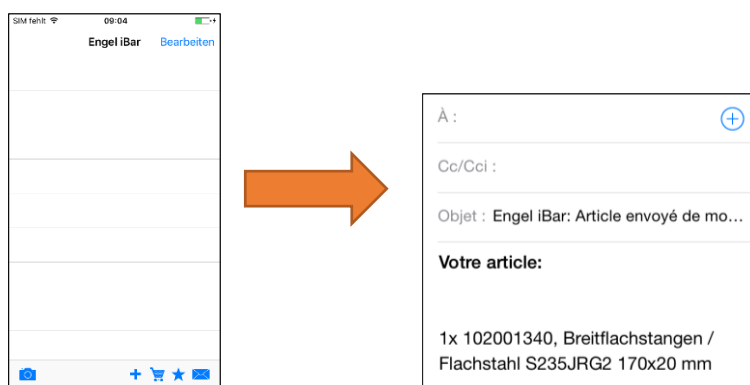 SIM fehlt 09:04
Engel iBar Bearbeiten
À :
Cc/Cci :
Objet : Engel iBar: Article envoyé de mo...
Votre article:
1x 102001340, Breitflachstangen /
Flachstahl S235JRG2 170x20 mm